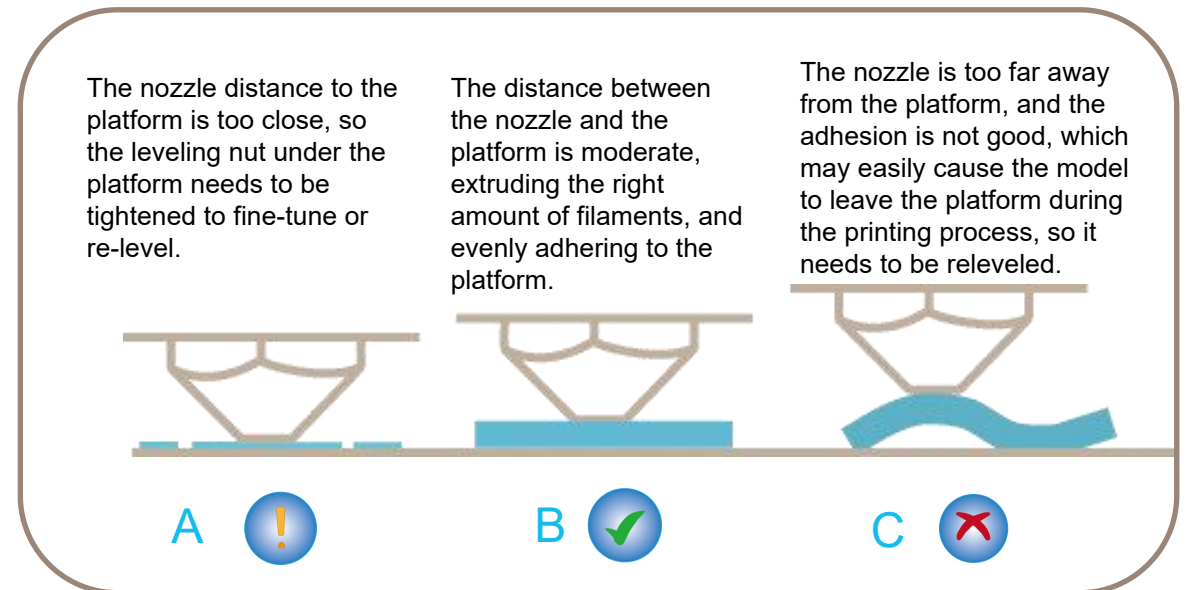 The nozzle distance to the
platform is too close, so
the leveling nut under the
platform needs to be
tightened to fine-tune or
re-level.
The distance between
the nozzle and the
platform is moderate,
extruding the right
amount of filaments, and
evenly adhering to the
platform.
The nozzle is too far away
from the platform, and the
adhesion is not good, which
may easily cause the model
to leave the platform during
the printing process, so it
needs to be releveled.
A
B
C